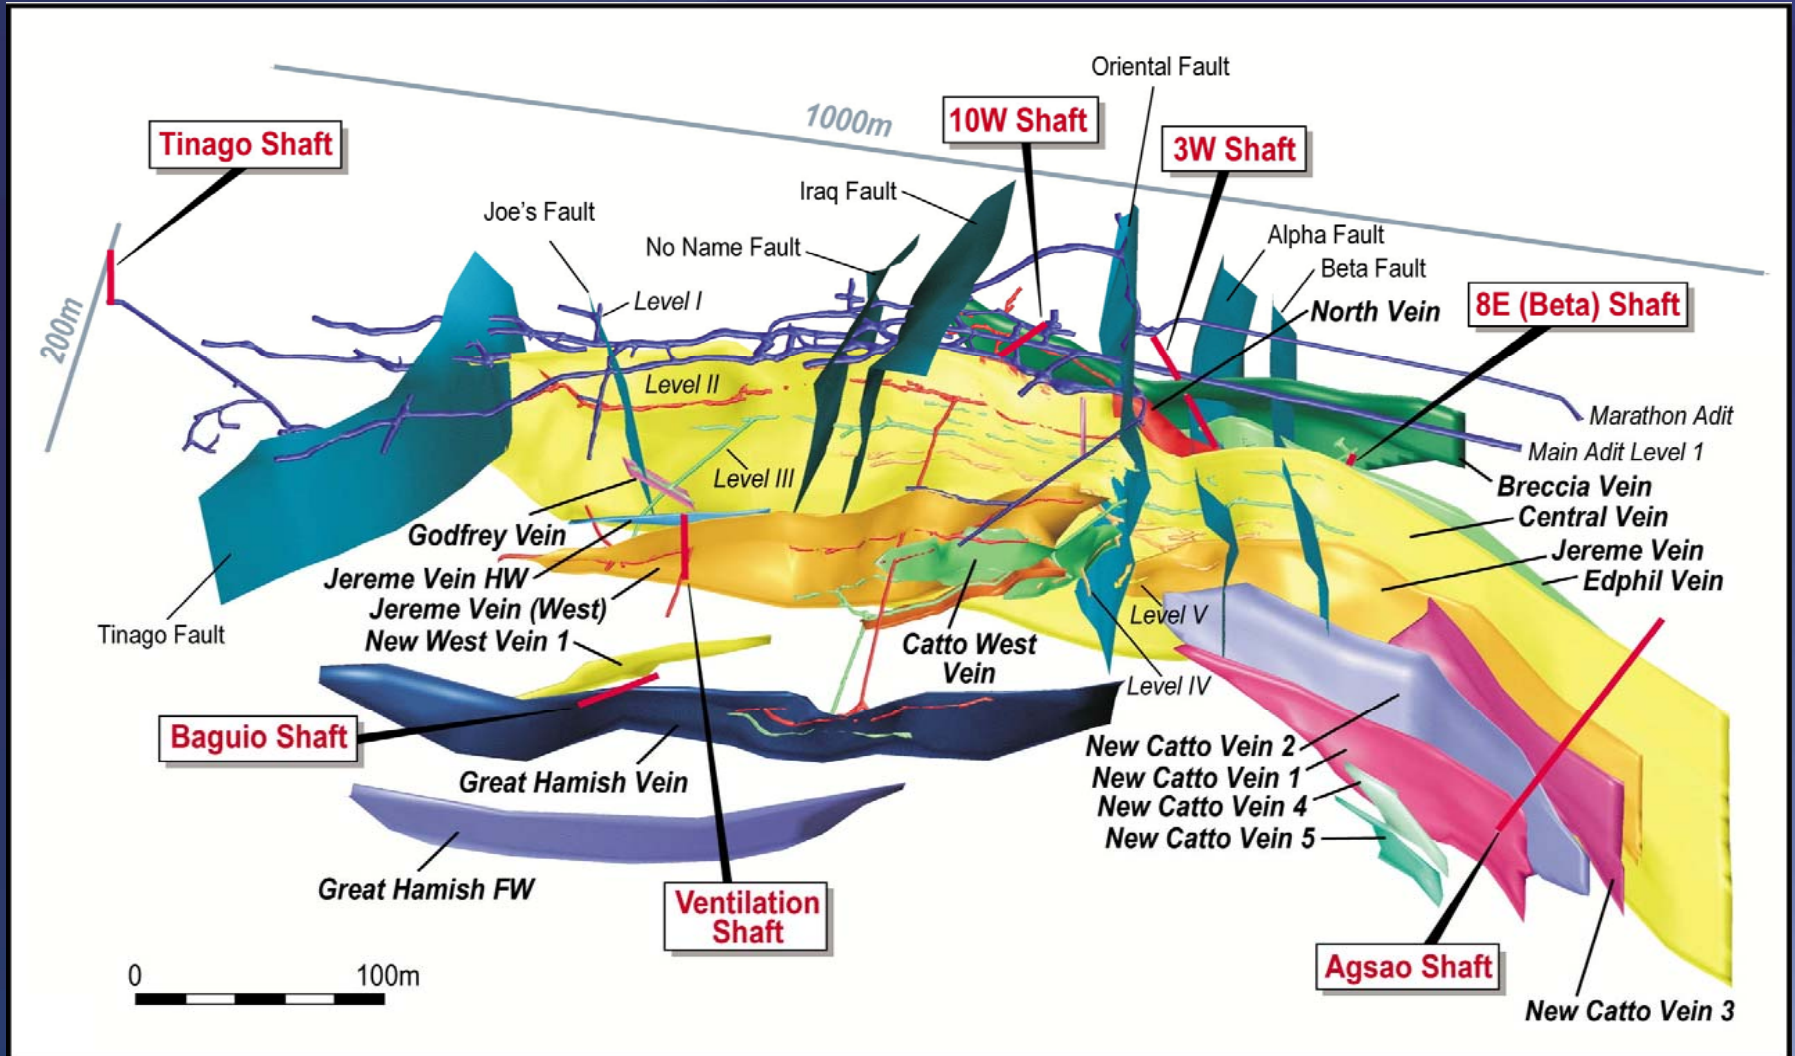 Oriental Fault
1000m
10W Shaft
Tinago Shaft
3W Shaft
Iraq Fault
Joe's Fault
No Name Fault
Alpha Fault
Beta Fault
Level I
North Vein
8E (Beta) Shaft
200m
Level II
Marathon Adit
Main Adit Level 1
Level III
Breccia Vein
Central Vein
Godfrey Vein
Jereme Vein
Jereme Vein HW
Edphil Vein
Jereme Vein (West)
Level V
Tinago Fault
New West Vein 1
Catto West
Vein
Level IV
Baguio Shaft
New Catto Vein 2
Great Hamish Vein
New Catto Vein 1
New Catto Vein 4
New Catto Vein 5
Great Hamish FW
Ventilation
Shaft
Agsao Shaft
0 100m
New Catto Vein 3